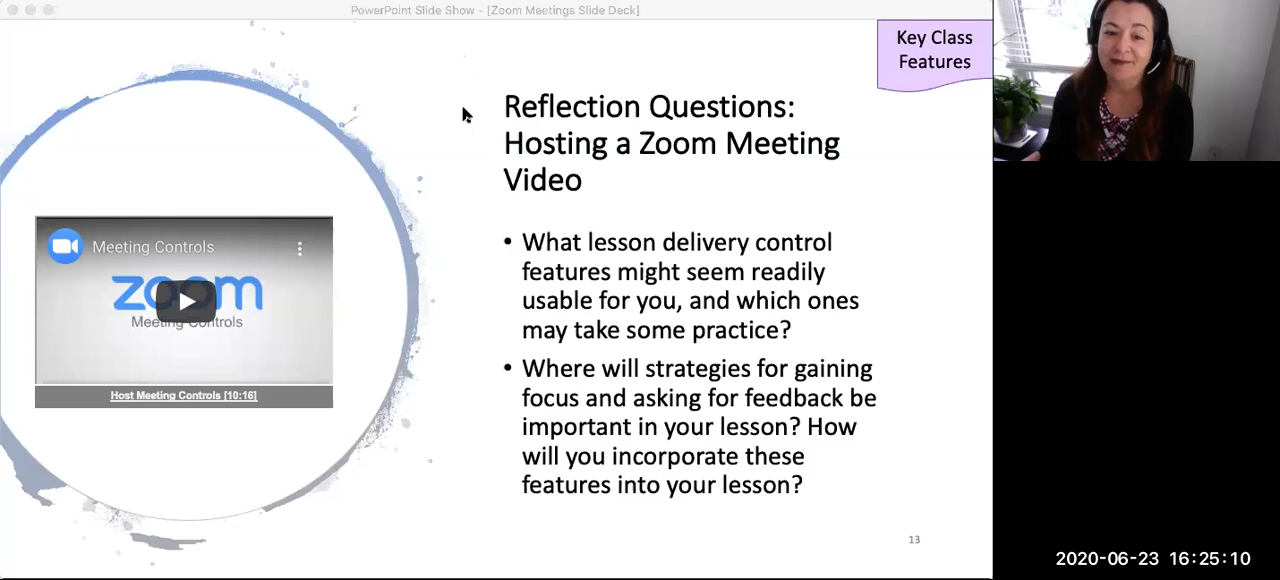 PowerPoint Slide Show - [Zoom Meetings Slide Deck]
Key Class
Features
Reflection Questions:
Hosting a Zoom Meeting
Video
Meeting Controls
zoom
Meeting Controls
Host Meeting Controls [10:16]
• What lesson delivery control
features might seem readily
usable for you, and which ones
may take some practice?
• Where will strategies for gaining
focus and asking for feedback be
important in your lesson? How
will you incorporate these
features into your lesson?
13
2020-06-23 16:25:10